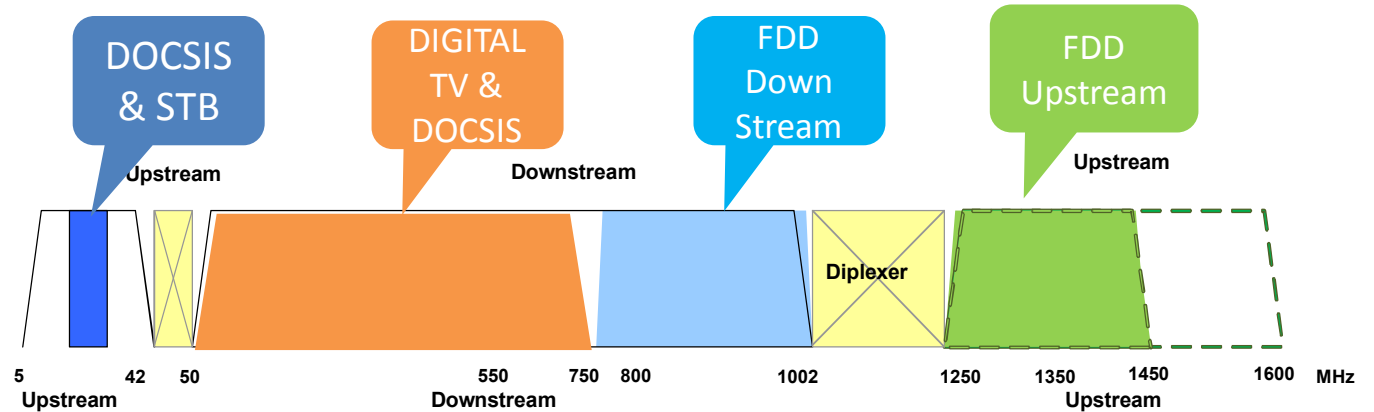 DOCSIS
& STB
DIGITAL
TV &
DOCSIS
FDD
Down
Stream
FDD
Upstream
Upstream
Downstream
Upstream
Diplexer
5 42 50 550 750 800 1002 1250 1350 1450 1600 MHz
Upstream Downstream Upstream